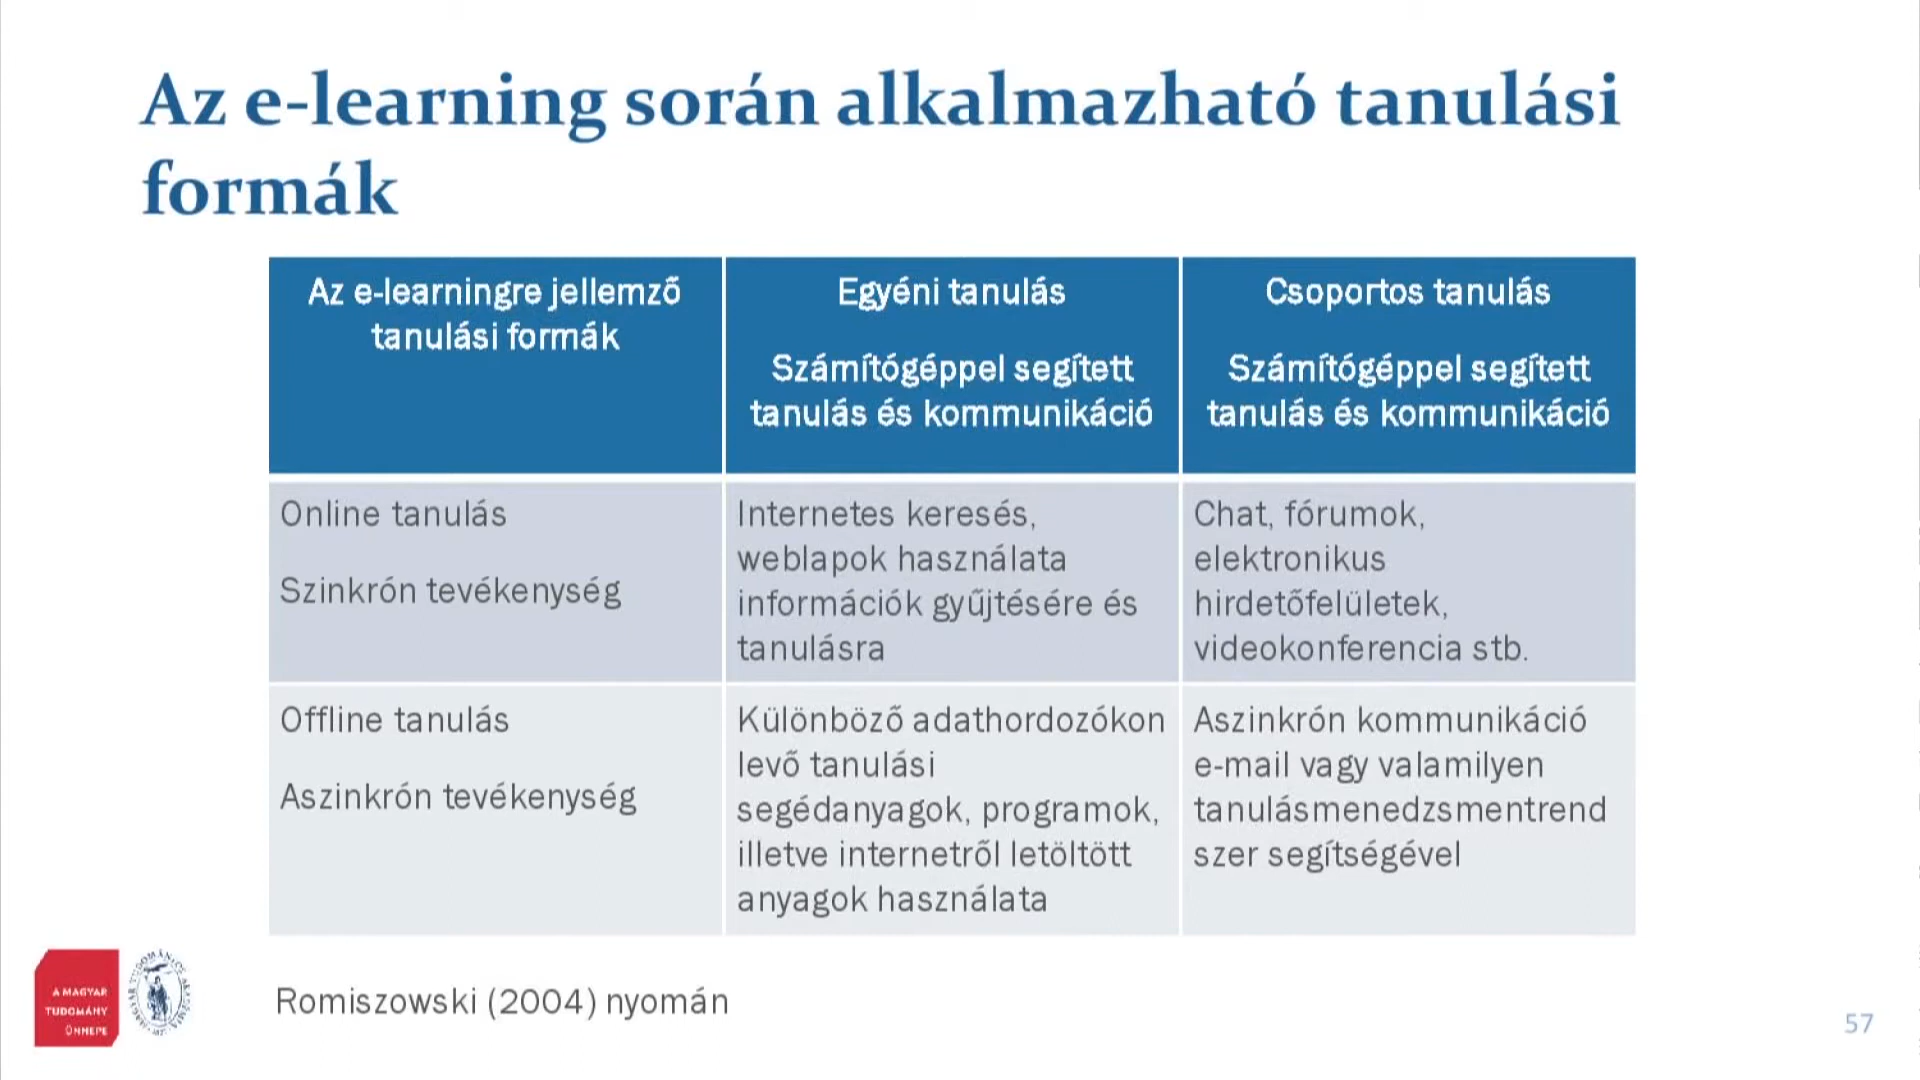 Az e-learning során alkalmazható tanulási
formák
Az e-learningre jellemző
tanulási formák
Egyéni tanulás
Számítógéppel segített
tanulás és kommunikáció
Csoportos tanulás
Számítógéppel segített
tanulás és kommunikáció
Online tanulás
Szinkrón tevékenység
Internetes keresés,
weblapok használata
információk gyűjtésére és
tanulásra
Chat, fórumok,
elektronikus
hirdetőfelületek,
videokonferencia stb.
Offline tanulás
Aszinkrón tevékenység
Különböző adathordozókon
levő tanulási
segédanyagok, programok,
illetve internetről letöltött
anyagok használata
Aszinkrón kommunikáció
e-mail vagy valamilyen
tanulásmenedzsmentrend
szer segítségével
A MAGYAR
TUDOMÁNY
ÜNNEPE
Romiszowski (2004) nyomán
57